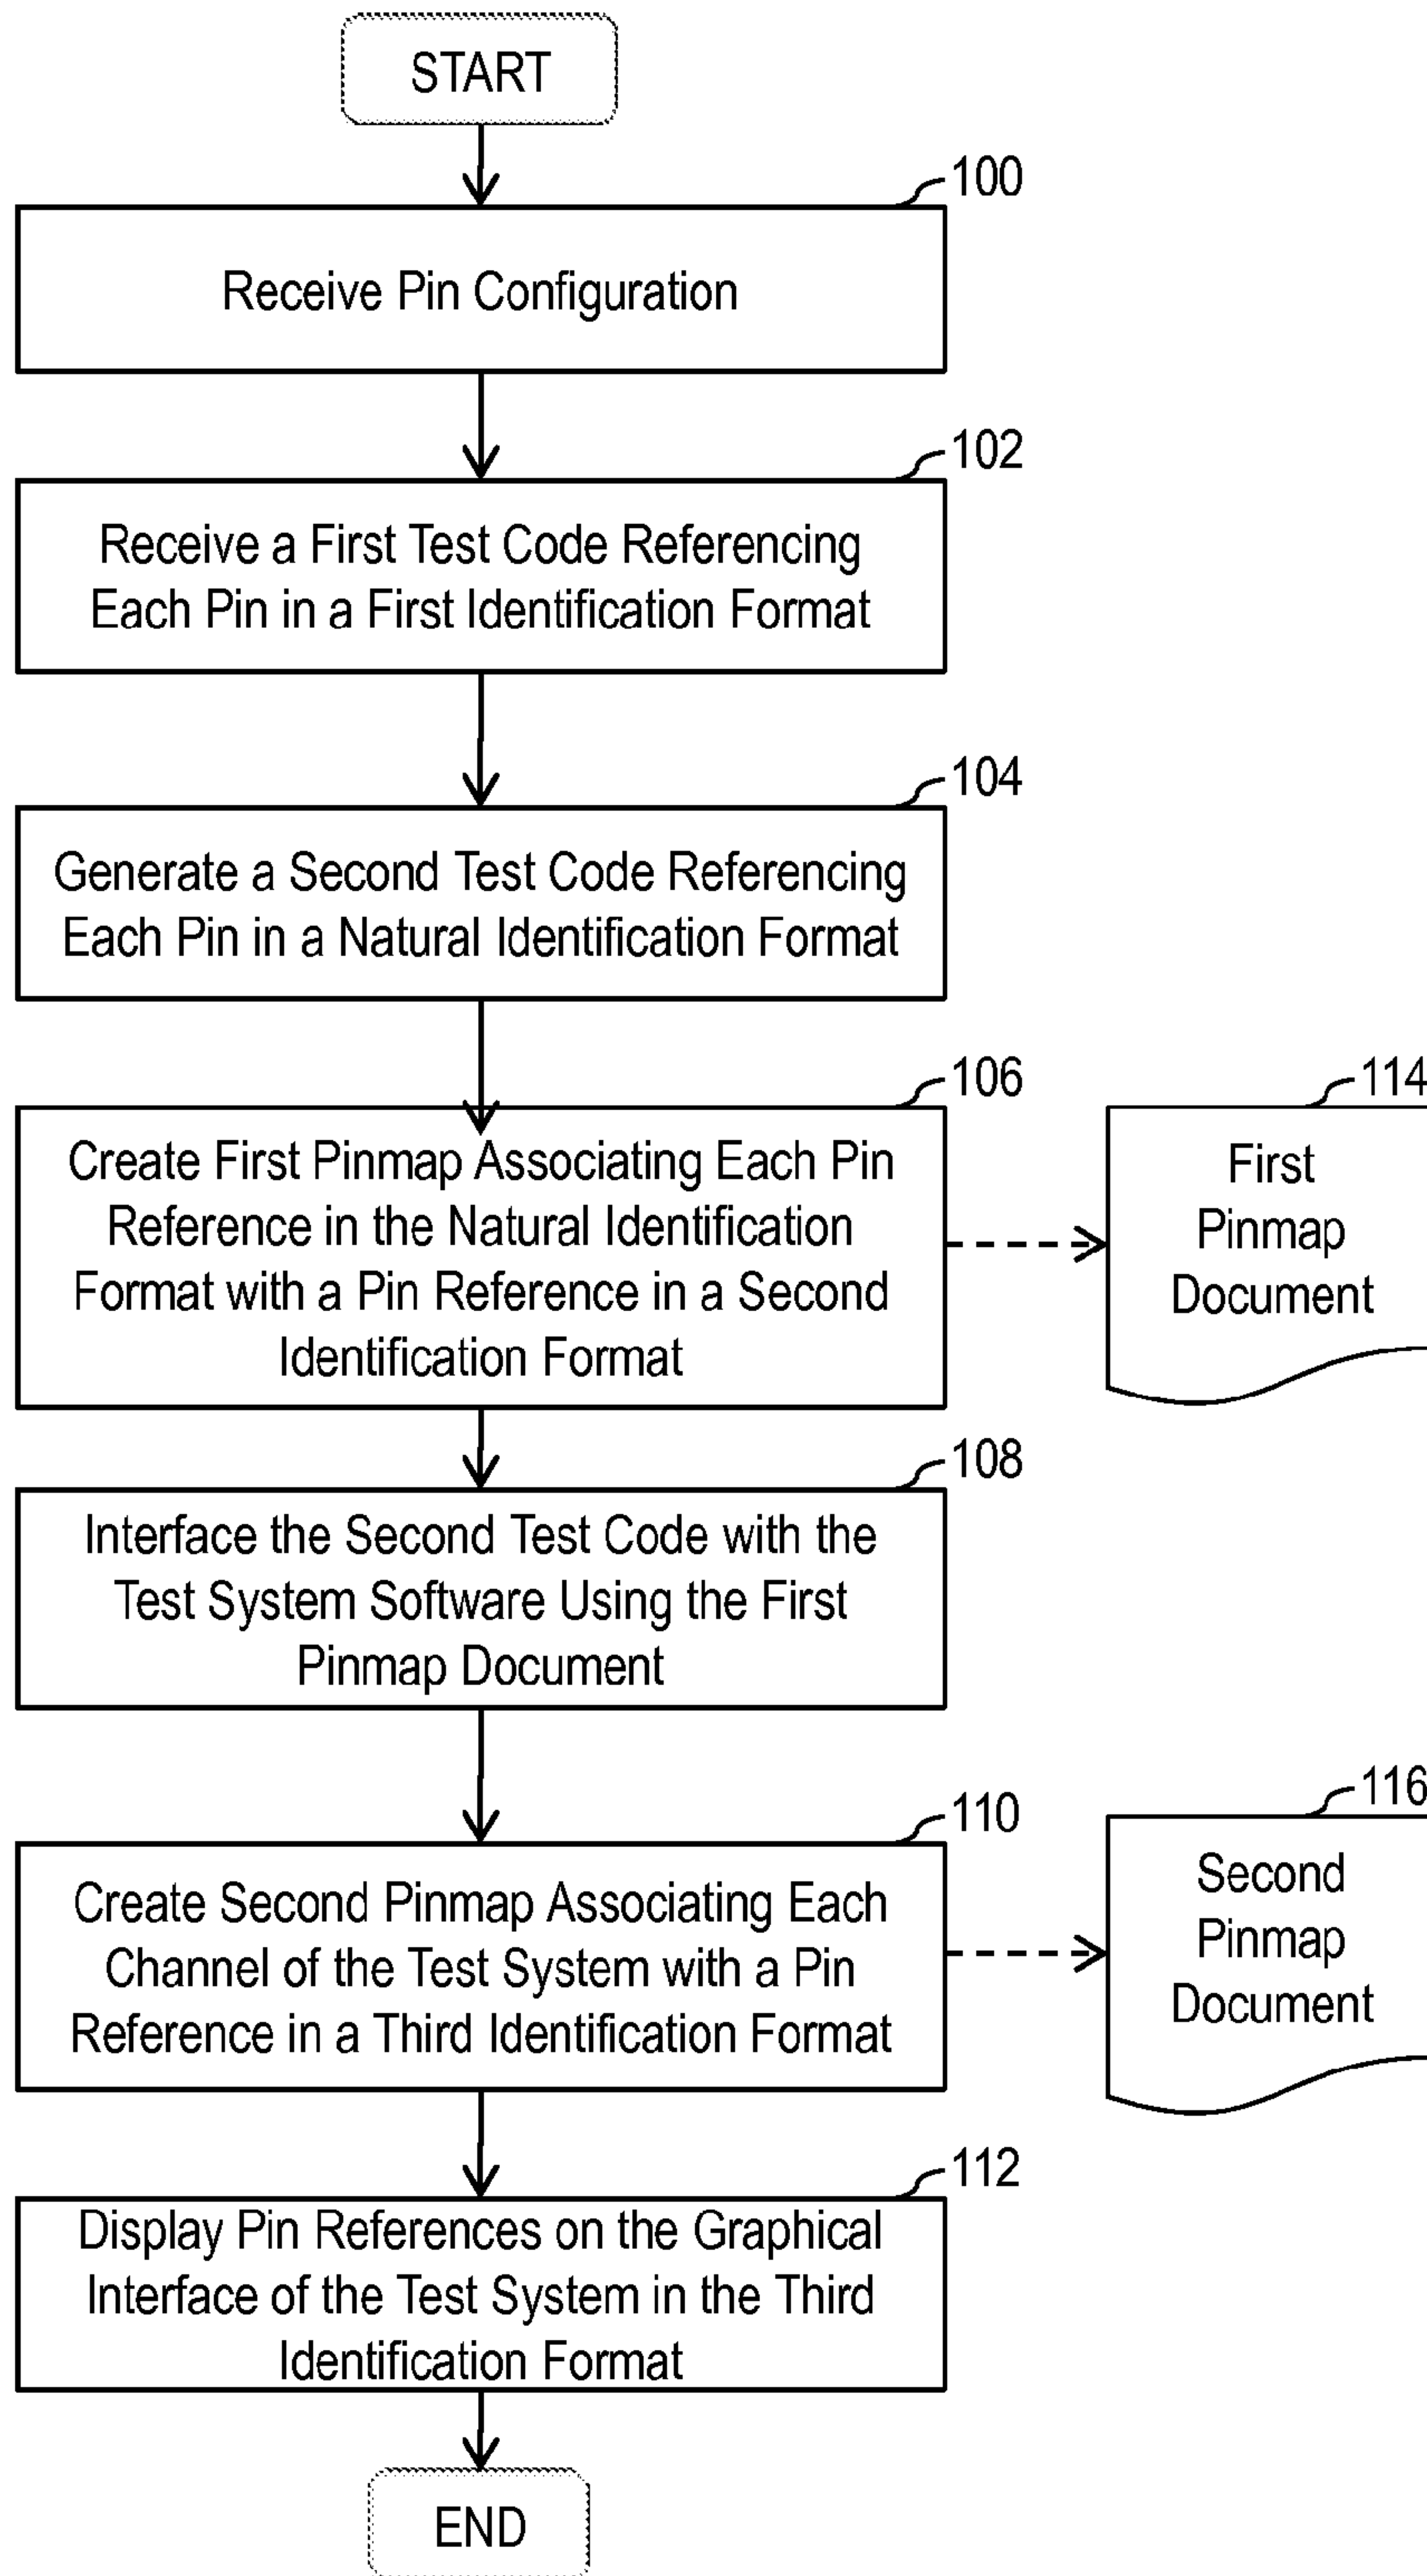 START
100
Receive Pin Configuration
102
Receive a First Test Code Referencing
Each Pin in a First Identification Format
104
Generate a Second Test Code Referencing
Each Pin in a Natural Identification Format
106
Create First Pinmap Associating Each Pin
Reference in the Natural Identification
Format with a Pin Reference in a Second
Identification Format
114
First
Pinmap
Document
108
Interface the Second Test Code with the
Test System Software Using the First
Pinmap Document
110
Create Second Pinmap Associating Each
Channel of the Test System with a Pin
Reference in a Third Identification Format
116
Second
Pinmap
Document
112
Display Pin References on the Graphical
Interface of the Test System in the Third
Identification Format
END